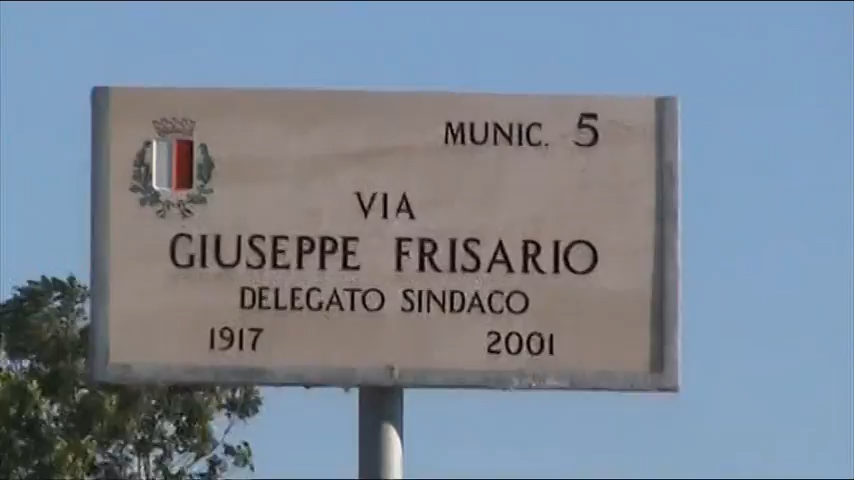 MUNIC. 5
VIA
GIUSEPPE FRISARIO
DELEGATO SINDACO
1917 2001